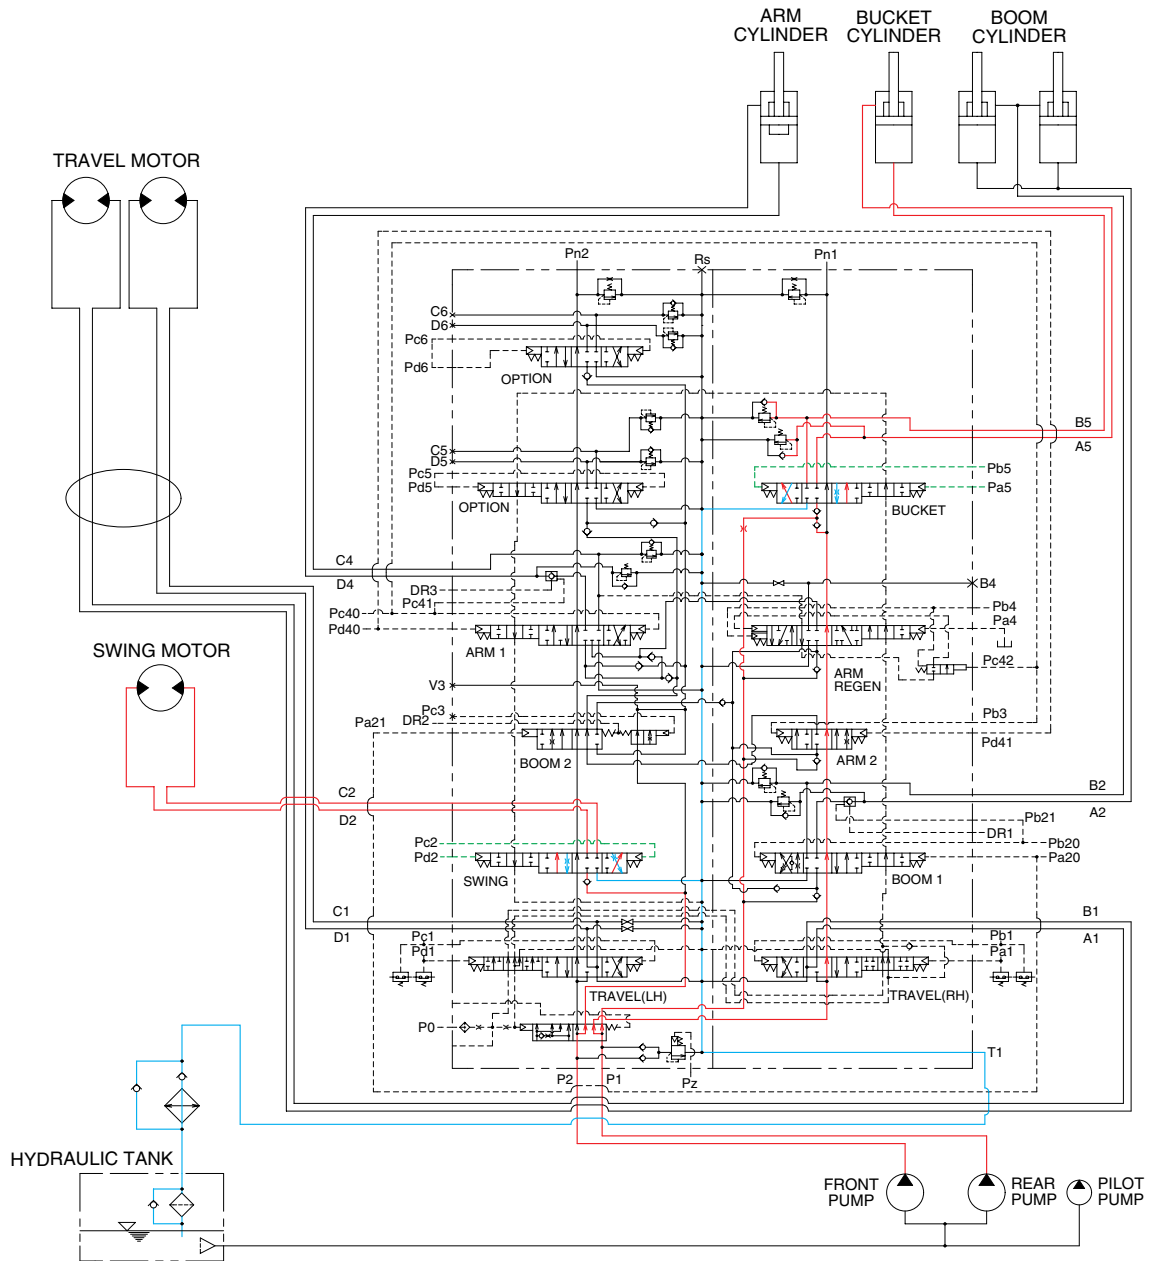 ARM
CYLINDER
BUCKET
CYLINDER
BOOM
CYLINDER
TRAVEL MOTOR
Pn2
Rs
Pn1
C6
D6
Pc6
Pd6
OPTION
C5
D5
Pc5
Pd5
OPTION
B5
A5
Pb5
Pa5
BUCKET
C4
D4
DR3
Pc41
Pc40
Pd40
ARM 1
B4
Pb4
Pa4
Pc42
ARM
REGEN
SWING MOTOR
V3
Pc3
Pa21
DR2
BOOM 2
Pb3
Pd41
ARM 2
C2
D2
B2
A2
Pb21
DR1
Pc2
Pd2
SWING
Pb20
Pa20
BOOM 1
C1
D1
B1
A1
Pc1
Pd1
Pb1
Pa1
TRAVEL(LH)
TRAVEL(RH)
P0
T1
P2
P1
Pz
HYDRAULIC TANK
FRONT
PUMP
REAR
PUMP
PILOT
PUMP